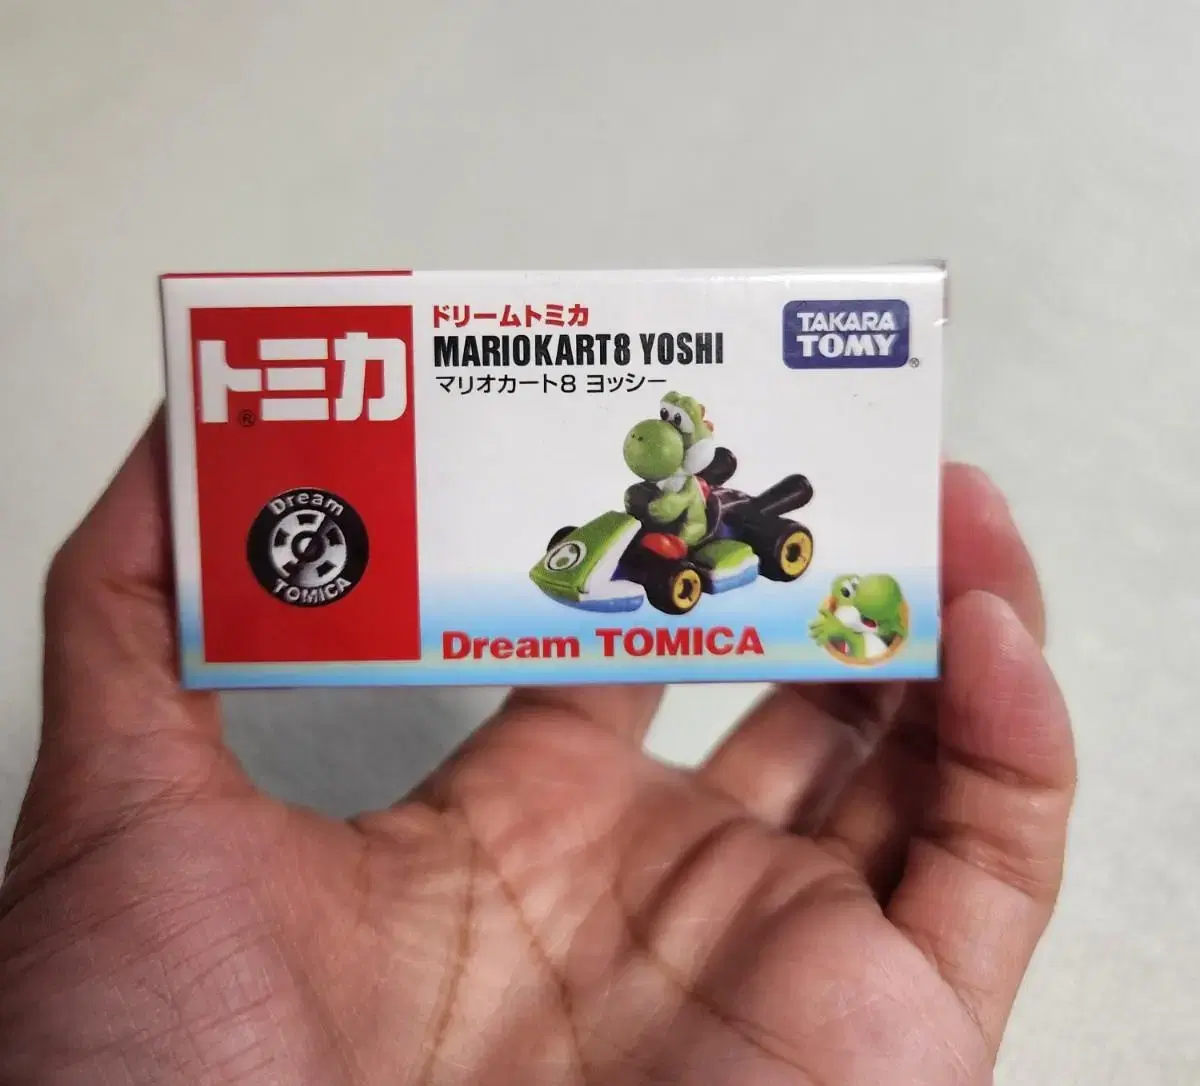 トミカ
®
Dream
TOMICA
ドリームトミカ
MARIOKART8 YOSHI
マリオカート8 ヨッシー
Dream TOMICA
TAKARA
TOMY
®